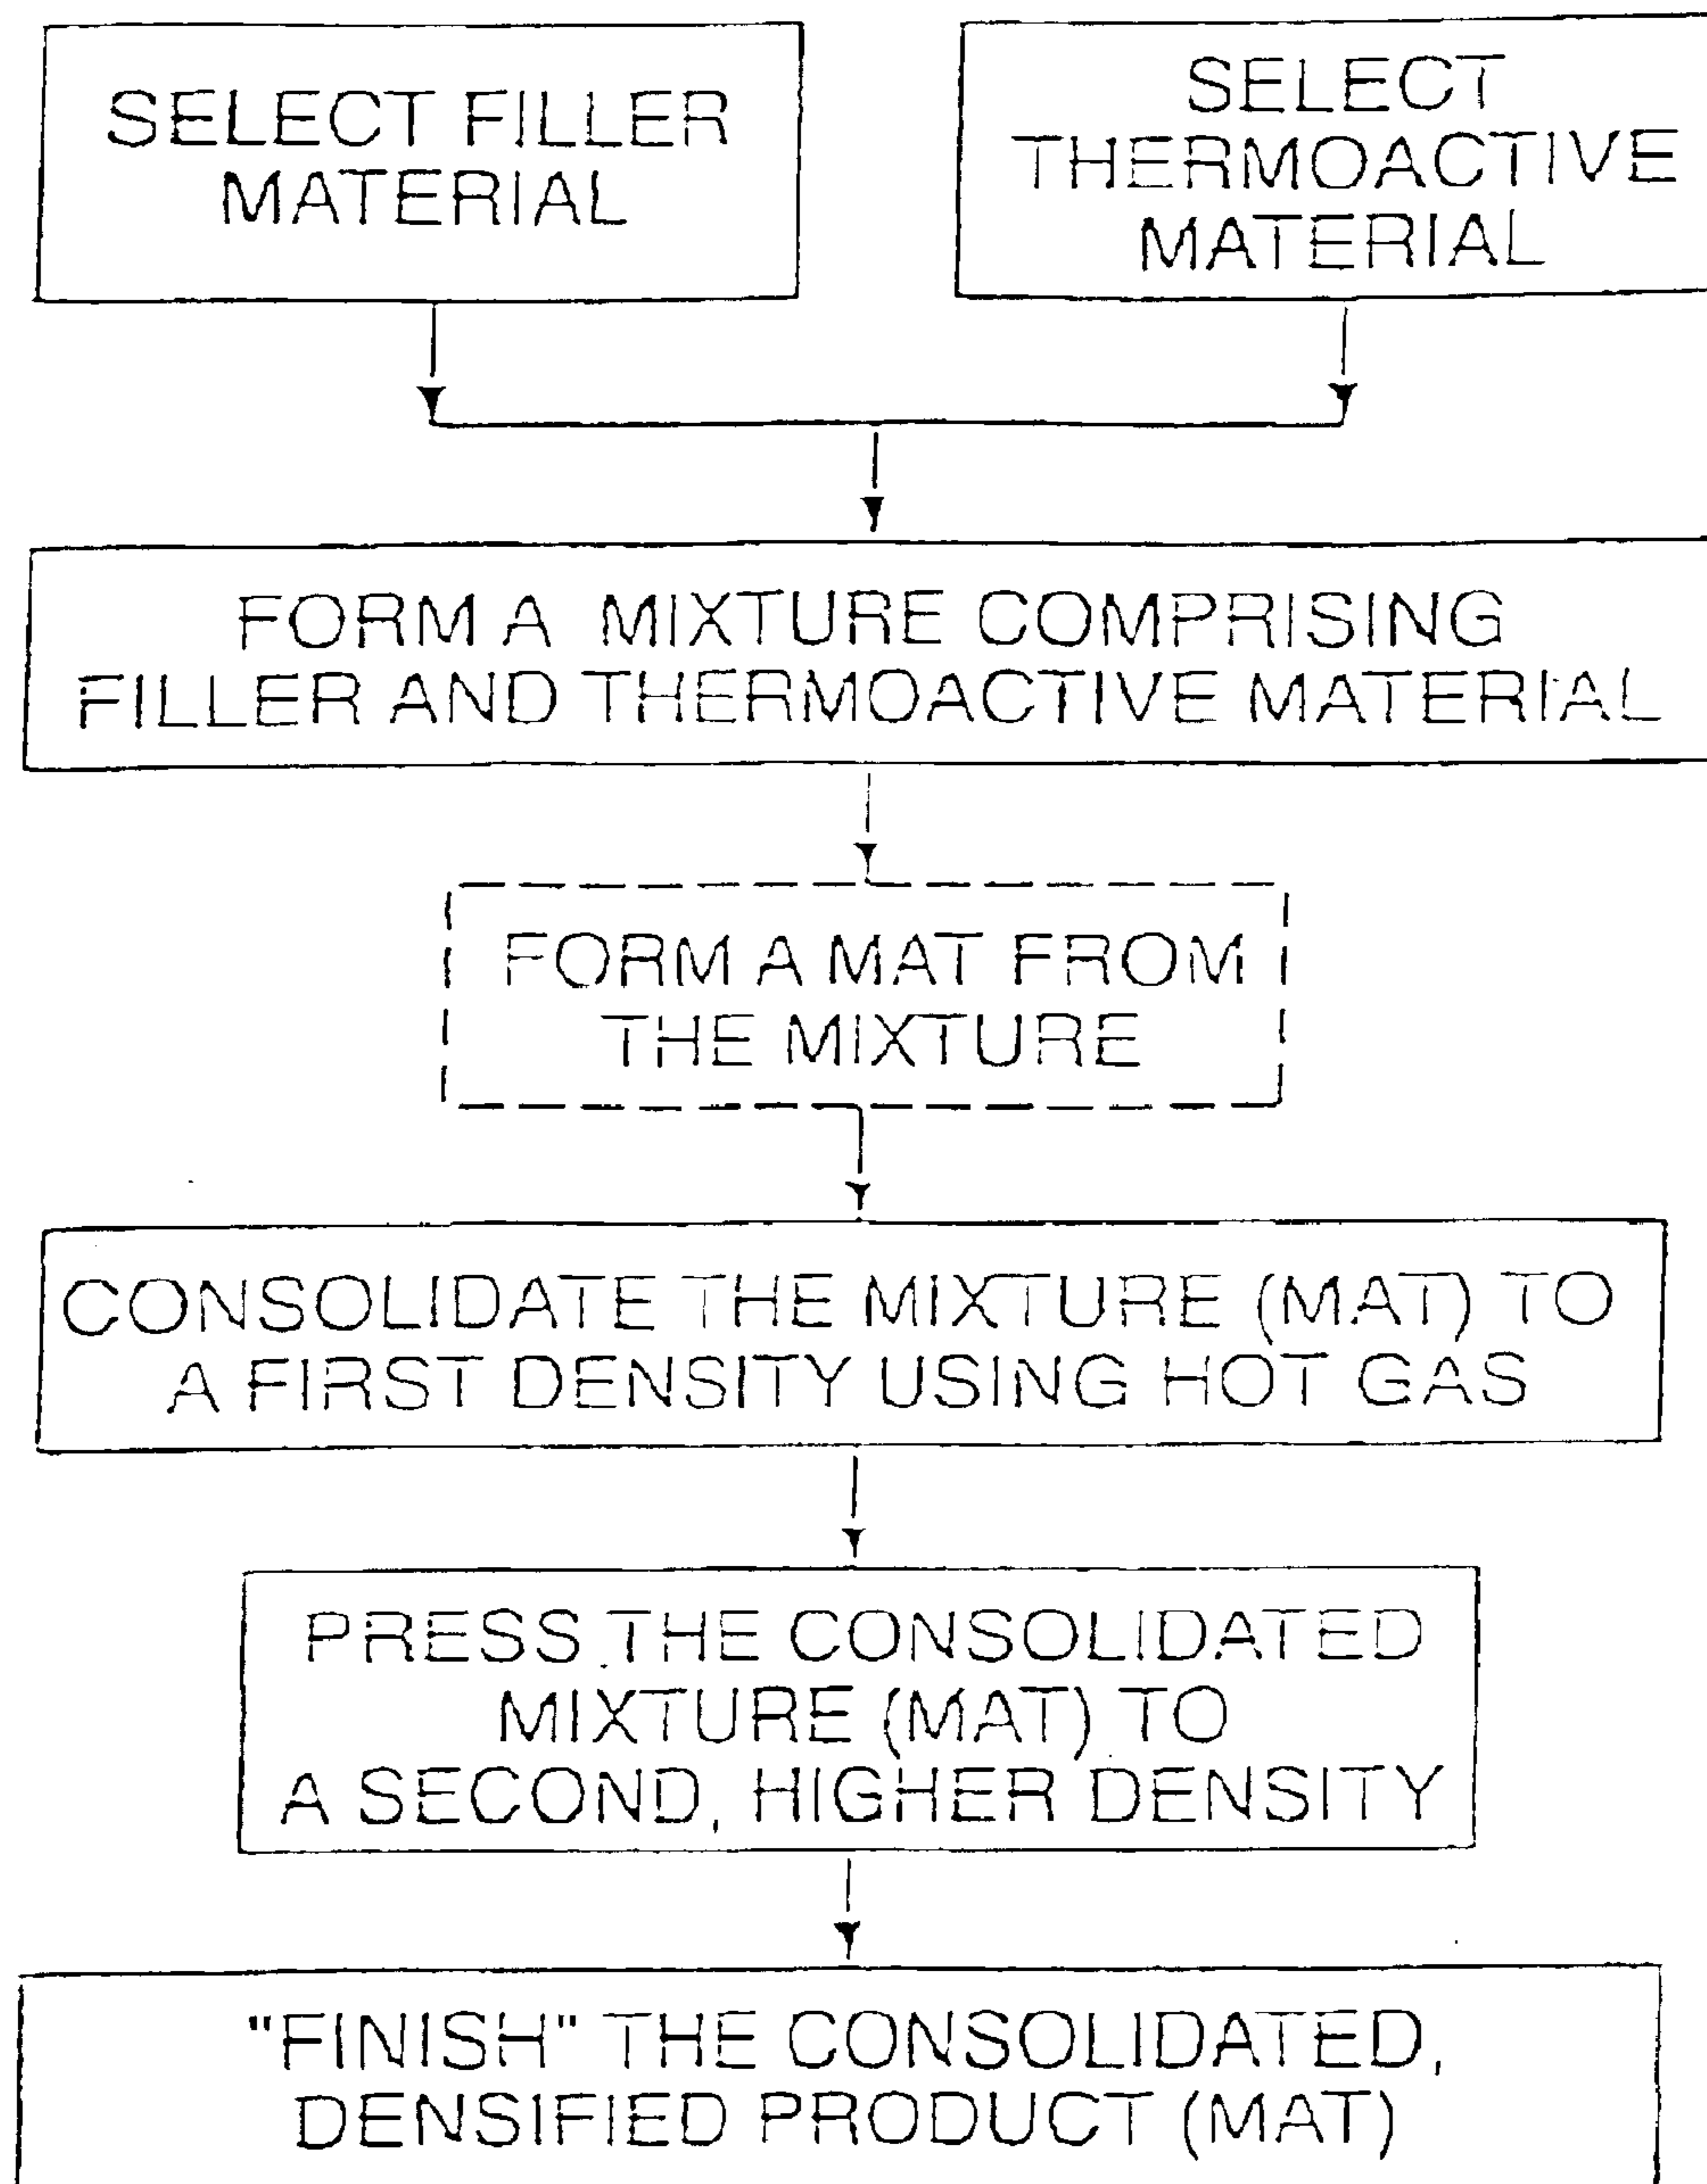 SELECT FILLER
MATERIAL
SELECT
THERMOACTIVE
MATERIAL
FORM A MIXTURE COMPRISING
FILLER AND THERMOACTIVE MATERIAL
FORM A MAT FROM
THE MIXTURE
CONSOLIDATE THE MIXTURE (MAT) TO
A FIRST DENSITY USING HOT GAS
PRESS THE CONSOLIDATED
MIXTURE (MAT) TO
A SECOND, HIGHER DENSITY
"FINISH" THE CONSOLIDATED,
DENSIFIED PRODUCT (MAT)